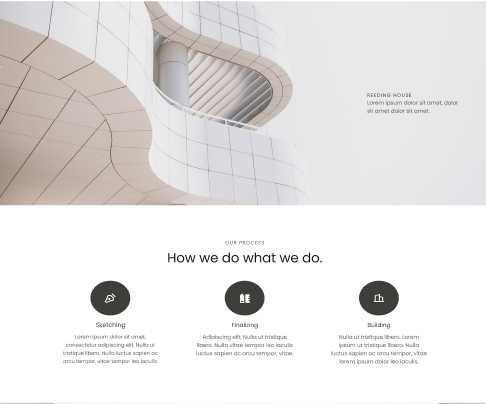 REEDING HOUSE
Lorem ipsum dolor sit amet, dolor
sit amet dolor sit amet.
OUR PROCESS
How we do what we do.
Sketching
Lorem ipsum dolor sit amet,
consectetur adipiscing elit. Nulla ut
tristique libero. Nulla luctus sapien ac
arcu tempor, vitae tempor leo iaculis.
Finalizing
Adipiscing elit. Nulla ut tristique
libero. Nulla vitae tempor leo iaculis
luctus sapien ac arcu tempor, vitae.
Building
Nulla ut tristique libero. Lorem
ipsum ut tristique libero. Nulla
luctus sapien ac arcu tempor, vitae
lorem ipsum dolor leo iaculis.